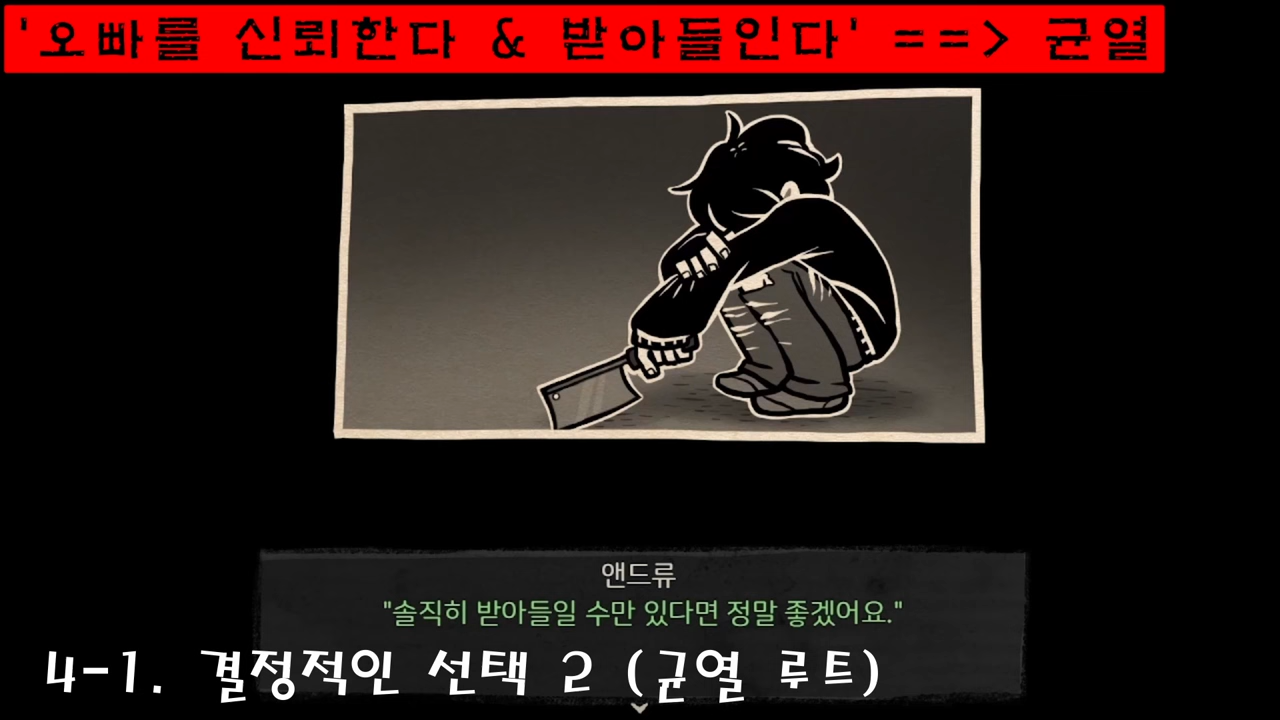 '오빠를 신뢰한다 & 받아들인다' ==> 균열
앤드류
"솔직히 받아들일 수만 있다면 정말 좋겠어요."
4-1. 결정적인 선택 2 (균열 루트)